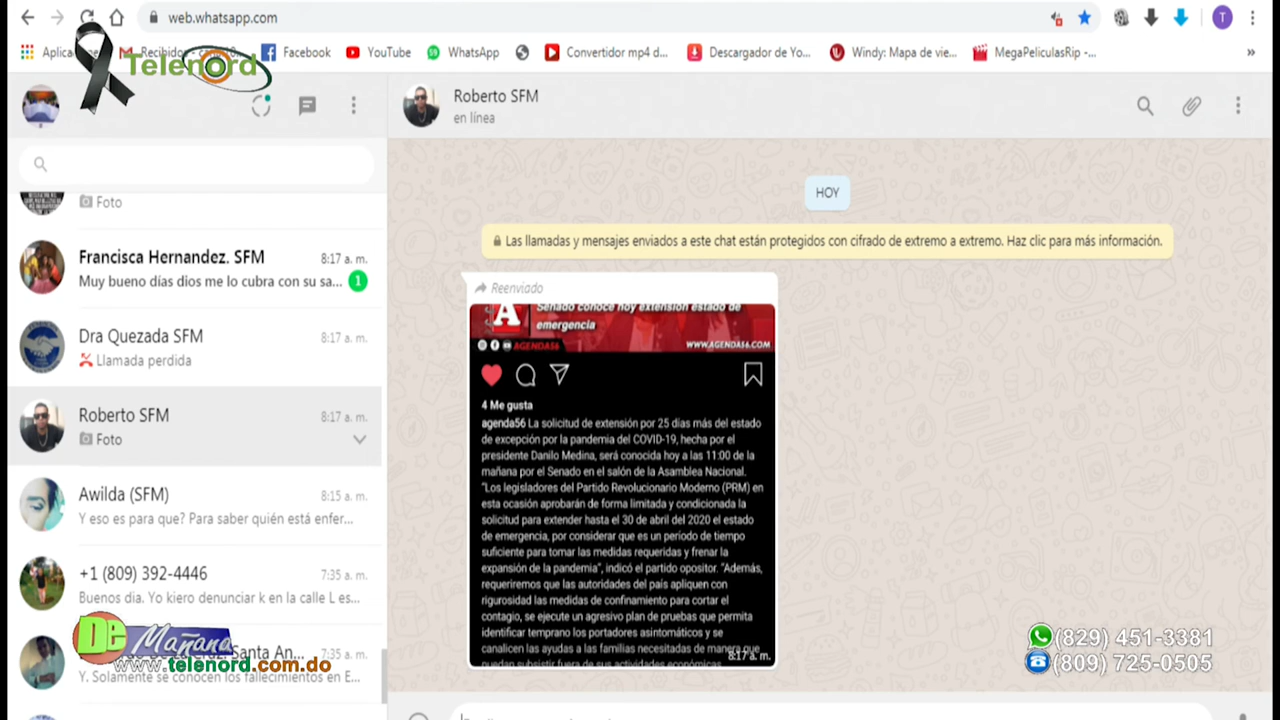 web.whatsapp.com
T
Facebook
YouTube
WhatsApp
Convertidor mp4 d...
Descargador de Yo...
Windy: Mapa de vie...
MegaPeliculasRip -...
»
Telenord
Roberto SFM
en línea
Foto
Francisca Hernandez. SFM
8:17 a. m.
Muy bueno días dios me lo cubra con su sa...
1
Dra Quezada SFM
8:17 a. m.
Llamada perdida
Roberto SFM
8:17 a. m.
Foto
Awilda (SFM)
8:15 a. m.
Y eso es para que? Para saber quién está enfer...
+1 (809) 392-4446
7:35 a. m.
Buenos dia. Yo kiero denunciar k en la calle L es...
De Mañana
Santa An...
7:35 a. m.
www.telenord.com.do
Y. Solamente se conocen los fallecimientos en E...
HOY
Las llamadas y mensajes enviados a este chat están protegidos con cifrado de extremo a extremo. Haz clic para más información.
Reenviado
Senado conoce hoy extensión estado de
emergencia
A
AGENDA56
WWW.AGENDA56.COM
4 Me gusta
agenda56 La solicitud de extensión por 25 días más del estado
de excepción por la pandemia del COVID-19, hecha por el
presidente Danilo Medina, será conocida hoy a las 11:00 de la
mañana por el Senado en el salón de la Asamblea Nacional.
"Los legisladores del Partido Revolucionario Moderno (PRM) en
esta ocasión aprobarán de forma limitada y condicionada la
solicitud para extender hasta el 30 de abril del 2020 el estado
de emergencia, por considerar que es un período de tiempo
suficiente para tomar las medidas requeridas y frenar la
expansión de la pandemia", indicó el partido opositor. "Además,
requeriremos que las autoridades del país apliquen con
rigurosidad las medidas de confinamiento para cortar el
contagio, se ejecute un agresivo plan de pruebas que permita
identificar temprano los portadores asintomáticos y se
canalicen las ayudas a las familias necesitadas de manera que
puedan subsistir fuera de sus actividades económicas
8:17 a. m.
(829) 451-3381
(809) 725-0505